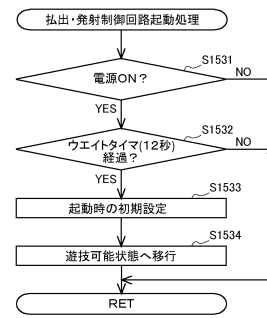 払出・発射制御回路起動処理
S1531
電源ON？
NO
YES
S1532
ウエイトタイマ(12秒)
経過？
NO
YES
S1533
起動時の初期設定
S1534
遊技可能状態へ移行
RET